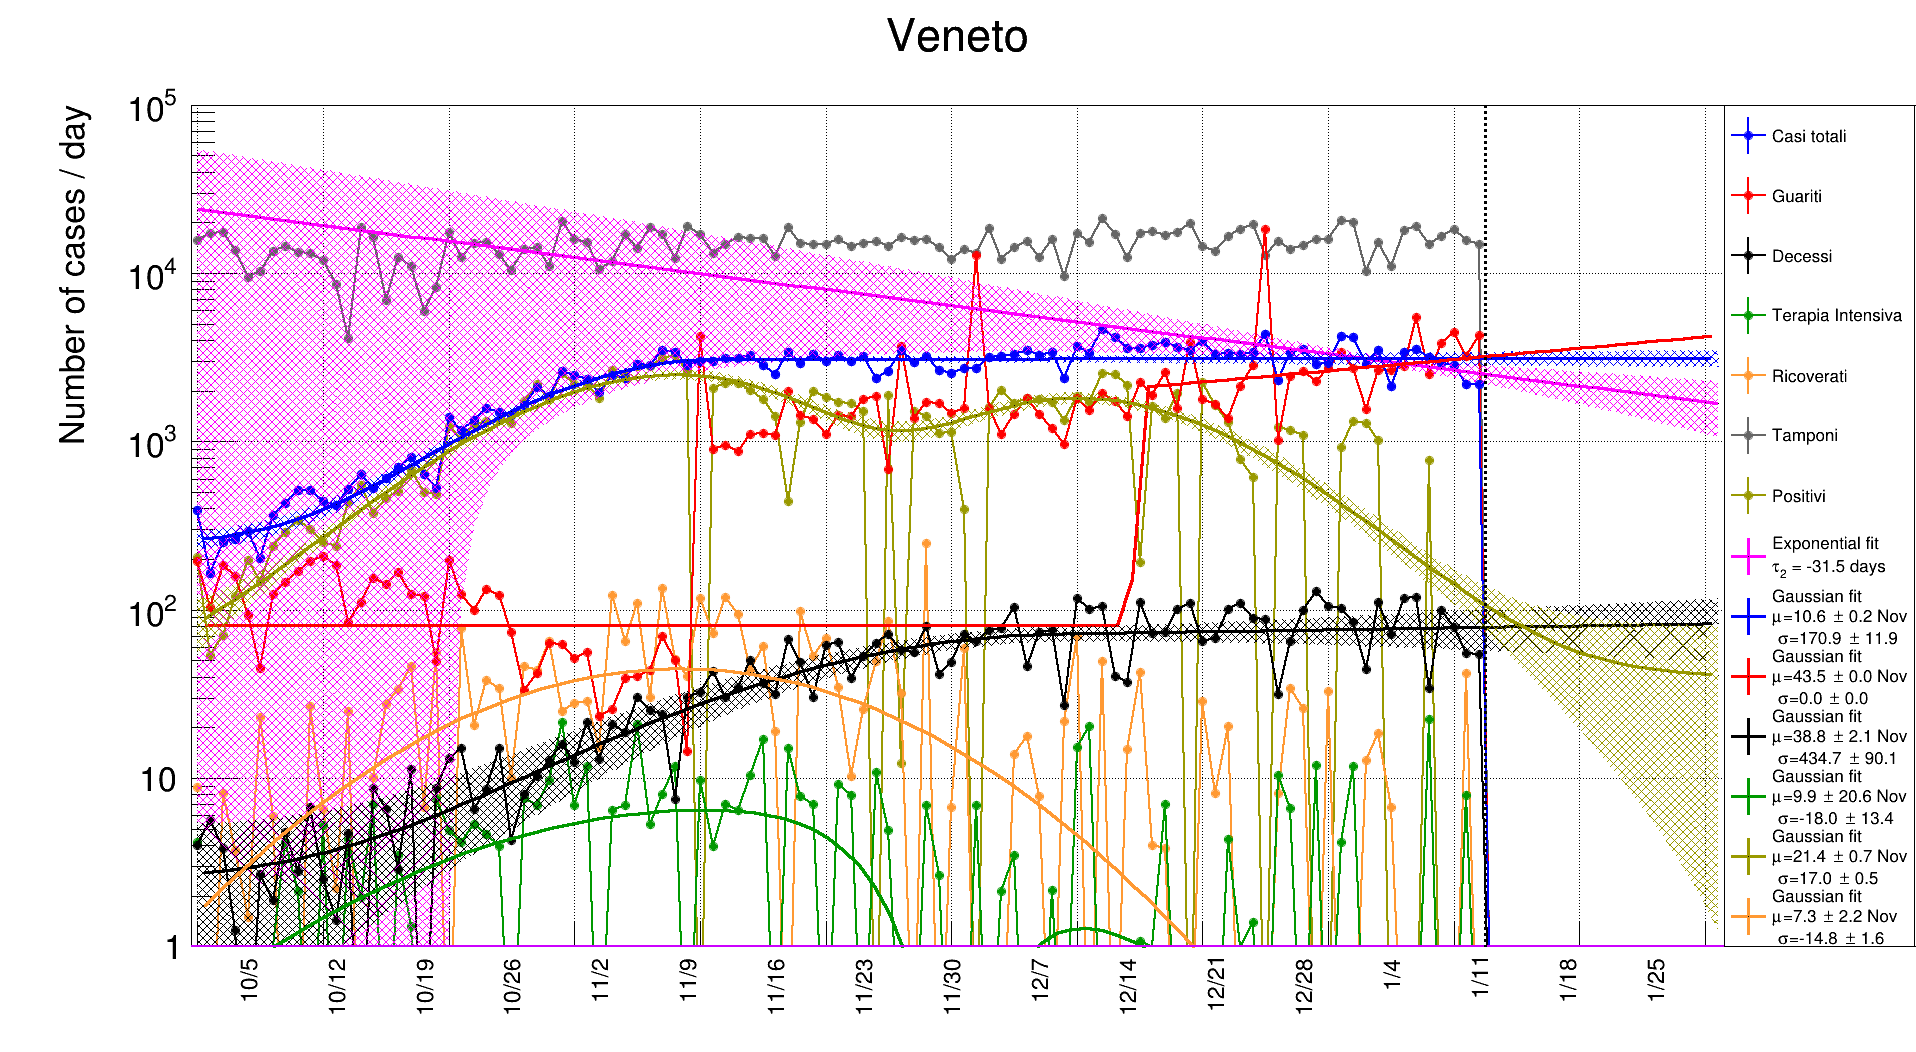 Veneto
Number of cases / day
10^5
10^4
10^3
10^2
10
1
10/5
10/12
10/19
10/26
11/2
11/9
11/16
11/23
11/30
12/7
12/14
12/21
12/28
1/4
1/11
1/18
1/25
Casi totali
Guariti
Decessi
Terapia Intensiva
Ricoverati
Tamponi
Positivi
Exponential fit
τ₂ = -31.5 days
Gaussian fit
μ=10.6 ± 0.2 Nov
σ=170.9 ± 11.9
Gaussian fit
μ=43.5 ± 0.0 Nov
σ=0.0 ± 0.0
Gaussian fit
μ=38.8 ± 2.1 Nov
σ=434.7 ± 90.1
Gaussian fit
μ=9.9 ± 20.6 Nov
σ=-18.0 ± 13.4
Gaussian fit
μ=21.4 ± 0.7 Nov
σ=17.0 ± 0.5
Gaussian fit
μ=7.3 ± 2.2 Nov
σ=-14.8 ± 1.6